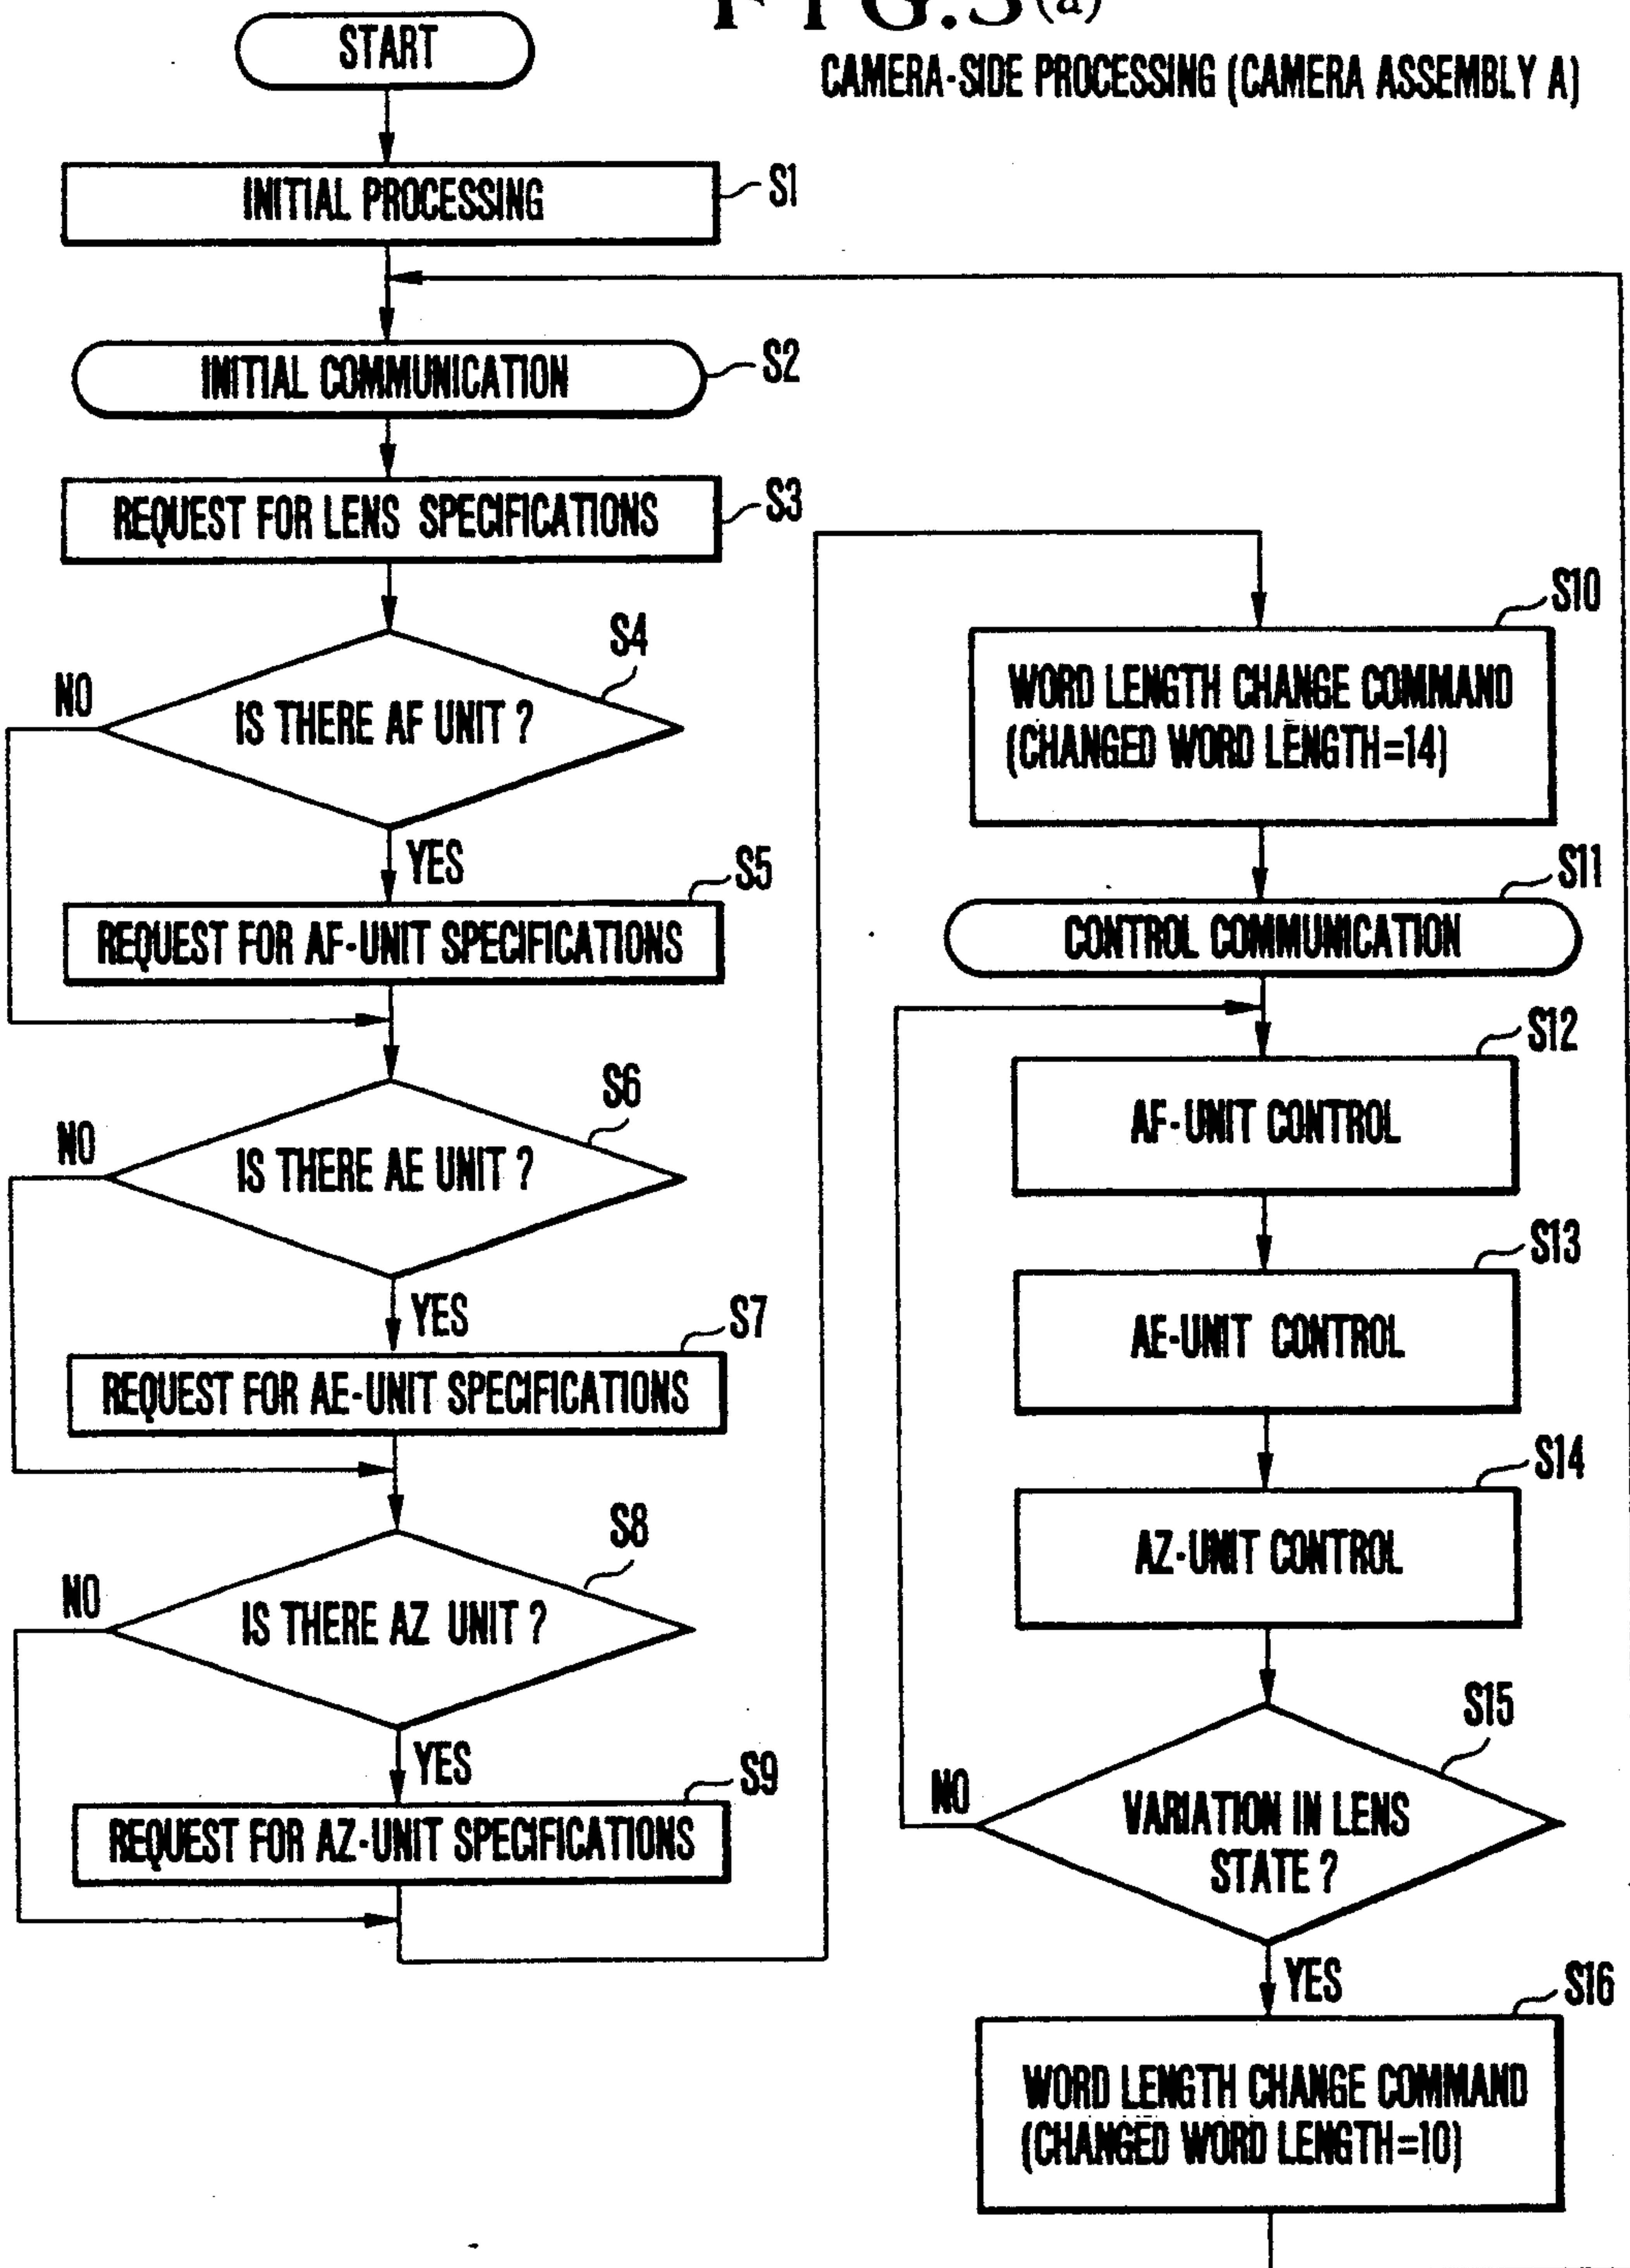 FIG.3(a)
CAMERA-SIDE PROCESSING (CAMERA ASSEMBLY A)
START
INITIAL PROCESSING
S1
INITIAL COMMUNICATION
S2
REQUEST FOR LENS SPECIFICATIONS
S3
S4
NO
IS THERE AF UNIT ?
YES
S5
REQUEST FOR AF-UNIT SPECIFICATIONS
S6
NO
IS THERE AE UNIT ?
YES
S7
REQUEST FOR AE-UNIT SPECIFICATIONS
S8
NO
IS THERE AZ UNIT ?
YES
S9
REQUEST FOR AZ-UNIT SPECIFICATIONS
S10
WORD LENGTH CHANGE COMMAND
(CHANGED WORD LENGTH=14)
S11
CONTROL COMMUNICATION
S12
AF-UNIT CONTROL
S13
AE-UNIT CONTROL
S14
AZ-UNIT CONTROL
S15
NO
VARIATION IN LENS
STATE ?
YES
S16
WORD LENGTH CHANGE COMMAND
(CHANGED WORD LENGTH=10)